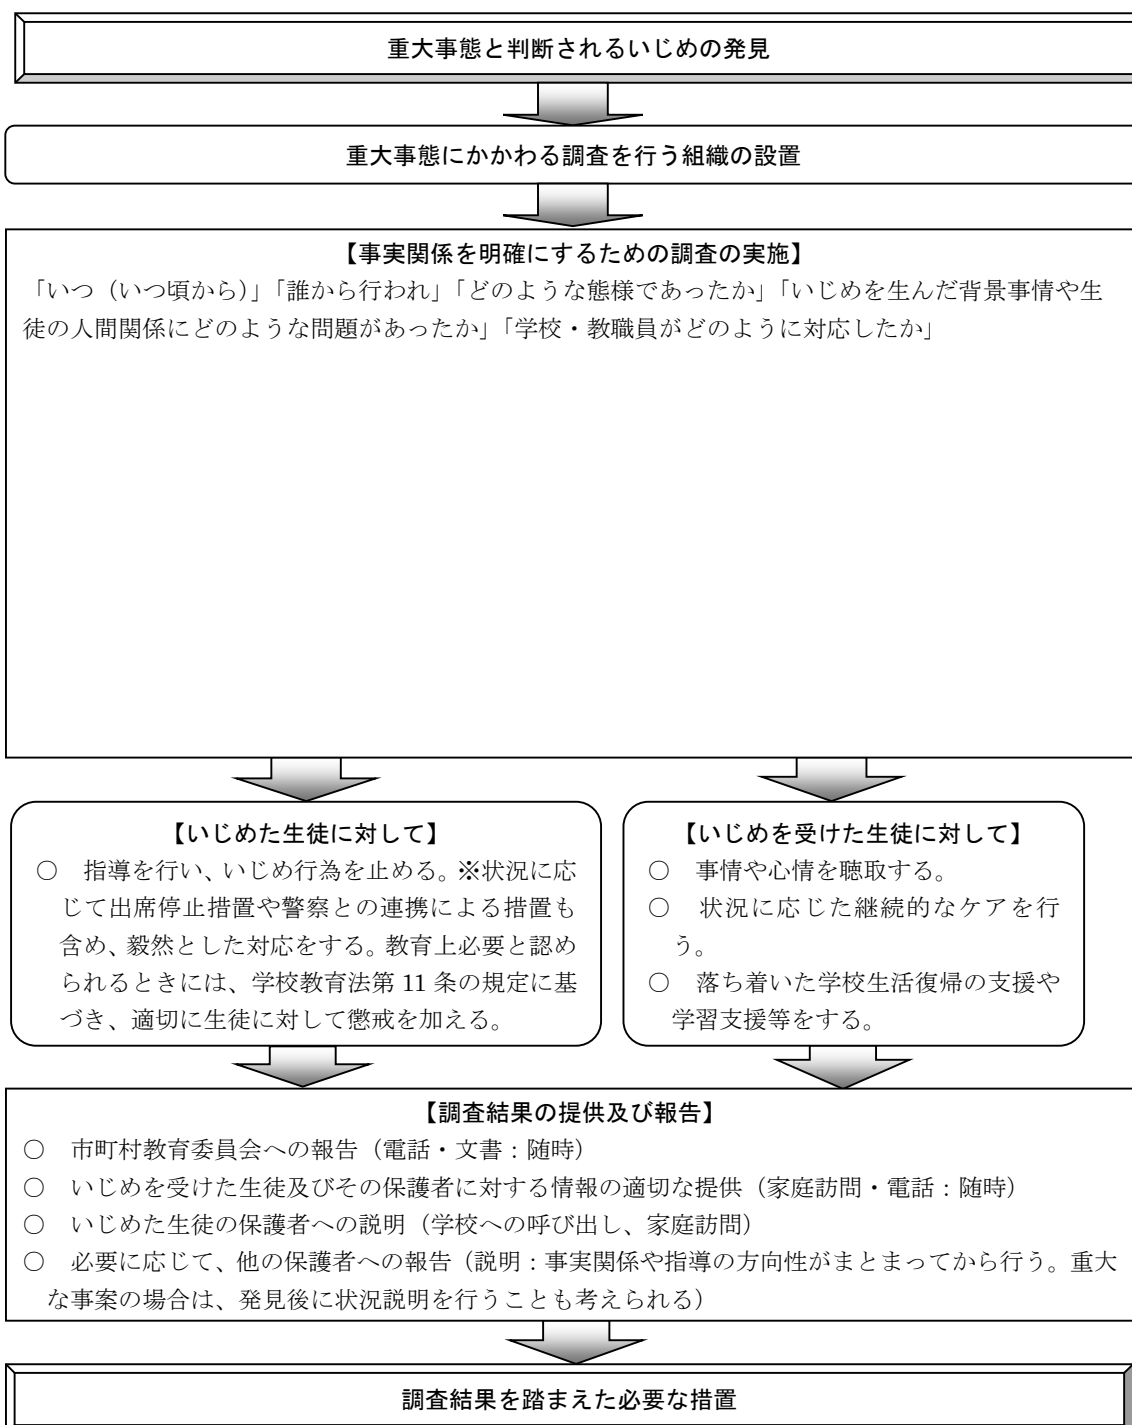 重大事態と判断されるいじめの発見
重大事態にかかわる調査を行う組織の設置
【事実関係を明確にするための調査の実施】
「いつ（いつ頃から）」「誰から行われ」「どのような態様であったか」「いじめを生んだ背景事情や生
徒の人間関係にどのような問題があったか」「学校・教職員がどのように対応したか」
【いじめた生徒に対して】
○　指導を行い、いじめ行為を止める。※状況に応
じて出席停止措置や警察との連携による措置も
含め、毅然とした対応をする。教育上必要と認め
られるときには、学校教育法第 11 条の規定に基
づき、適切に生徒に対して懲戒を加える。
【いじめを受けた生徒に対して】
○　事情や心情を聴取する。
○　状況に応じた継続的なケアを行
う。
○　落ち着いた学校生活復帰の支援や
学習支援等をする。
【調査結果の提供及び報告】
○　市町村教育委員会への報告（電話・文書：随時）
○　いじめを受けた生徒及びその保護者に対する情報の適切な提供（家庭訪問・電話：随時）
○　いじめた生徒の保護者への説明（学校への呼び出し、家庭訪問）
○　必要に応じて、他の保護者への報告（説明：事実関係や指導の方向性がまとまってから行う。重大
な事案の場合は、発見後に状況説明を行うことも考えられる）
調査結果を踏まえた必要な措置